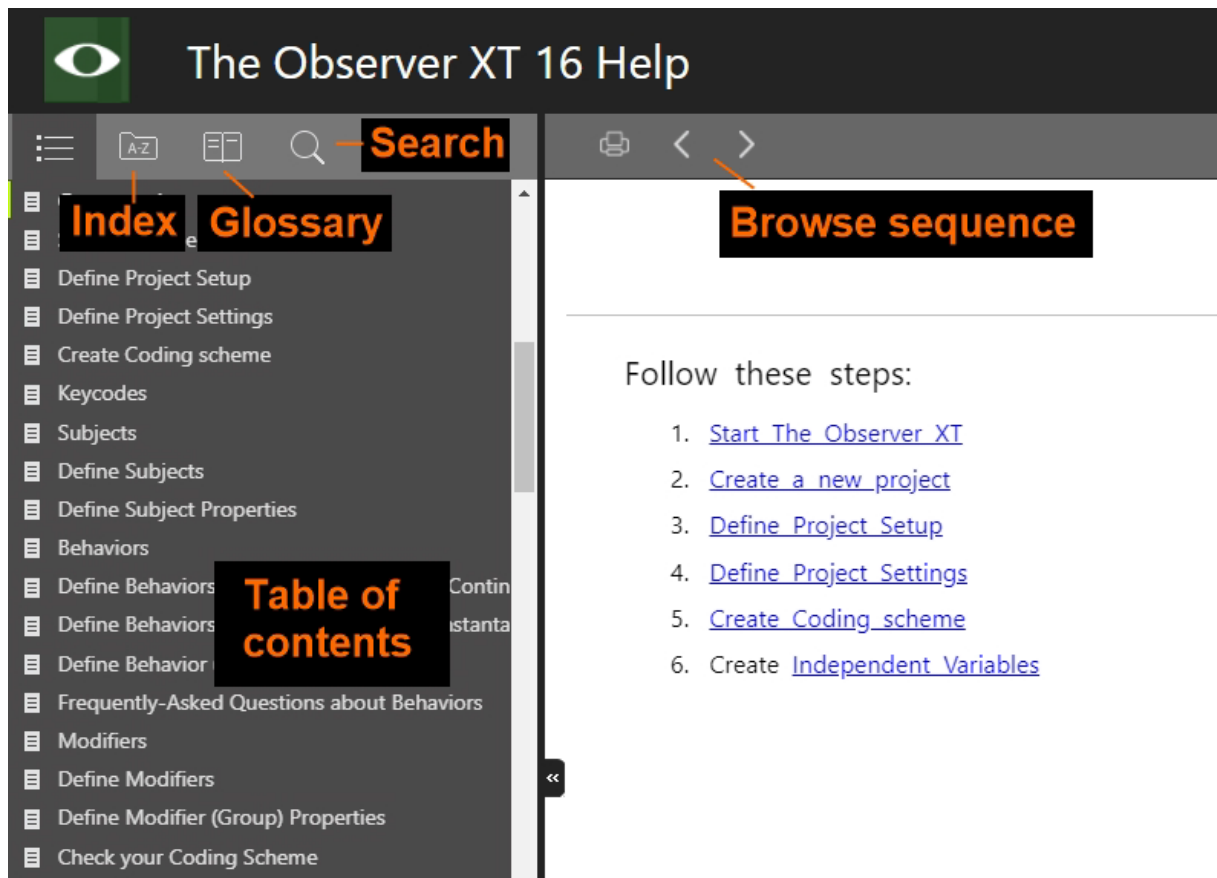 The Observer XT 16 Help
A-Z
Search
Index
Glossary
Browse sequence
Define Project Setup
Define Project Settings
Create Coding scheme
Keycodes
Subjects
Define Subjects
Define Subject Properties
Behaviors
Define Behaviors Contin
Define Behaviors stanta
Define Behavior
Frequently-Asked Questions about Behaviors
Modifiers
Define Modifiers
Define Modifier (Group) Properties
Check your Coding Scheme
Table of
contents
Follow these steps:
1. Start The Observer XT
2. Create a new project
3. Define Project Setup
4. Define Project Settings
5. Create Coding scheme
6. Create Independent Variables